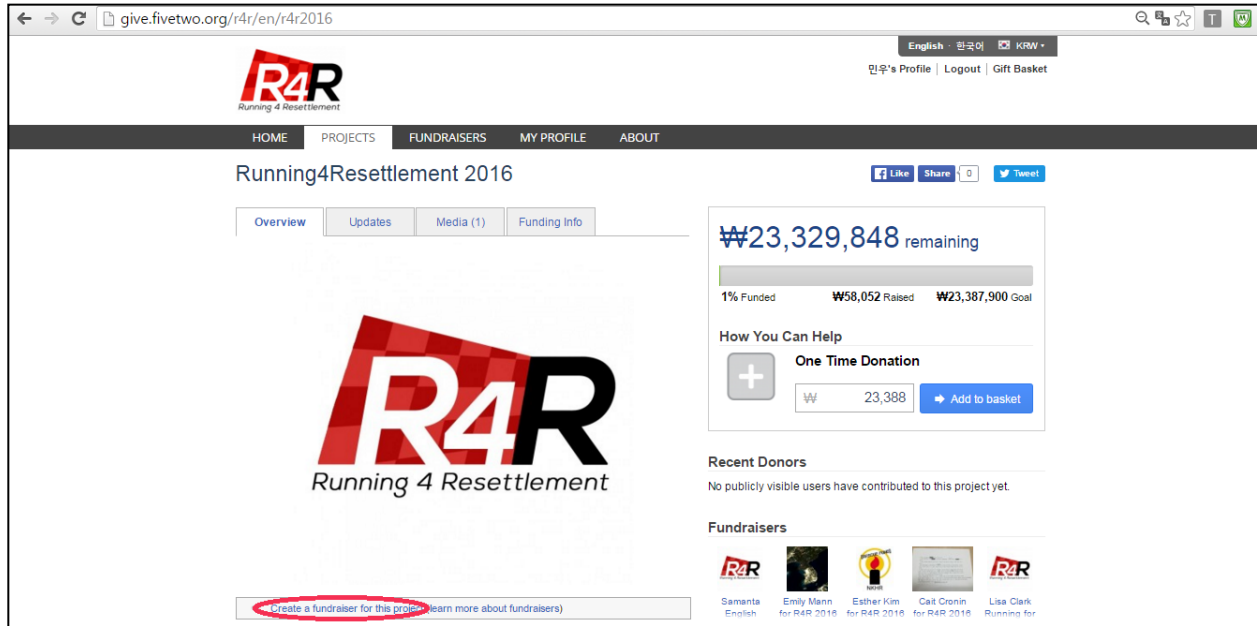 give.fivetwo.org/r4r/en/r4r2016
T
English · 한국어 KRW
R4R
Running 4 Resettlement
민우's Profile | Logout | Gift Basket
HOME PROJECTS FUNDRAISERS MY PROFILE ABOUT
Running4Resettlement 2016
Like Share 0 Tweet
Overview Updates Media (1) Funding Info
₩23,329,848 remaining
1% Funded ₩58,052 Raised ₩23,387,900 Goal
How You Can Help
One Time Donation
₩ 23,388 Add to basket
R4R
Running 4 Resettlement
Recent Donors
No publicly visible users have contributed to this project yet.
Fundraisers
R4R
NKHR
R4R
Samanta English
Emily Mann for R4R 2016
Esther Kim for R4R 2016
Cait Cronin for R4R 2016
Lisa Clark Running for
Create a fundraiser for this project learn more about fundraisers)